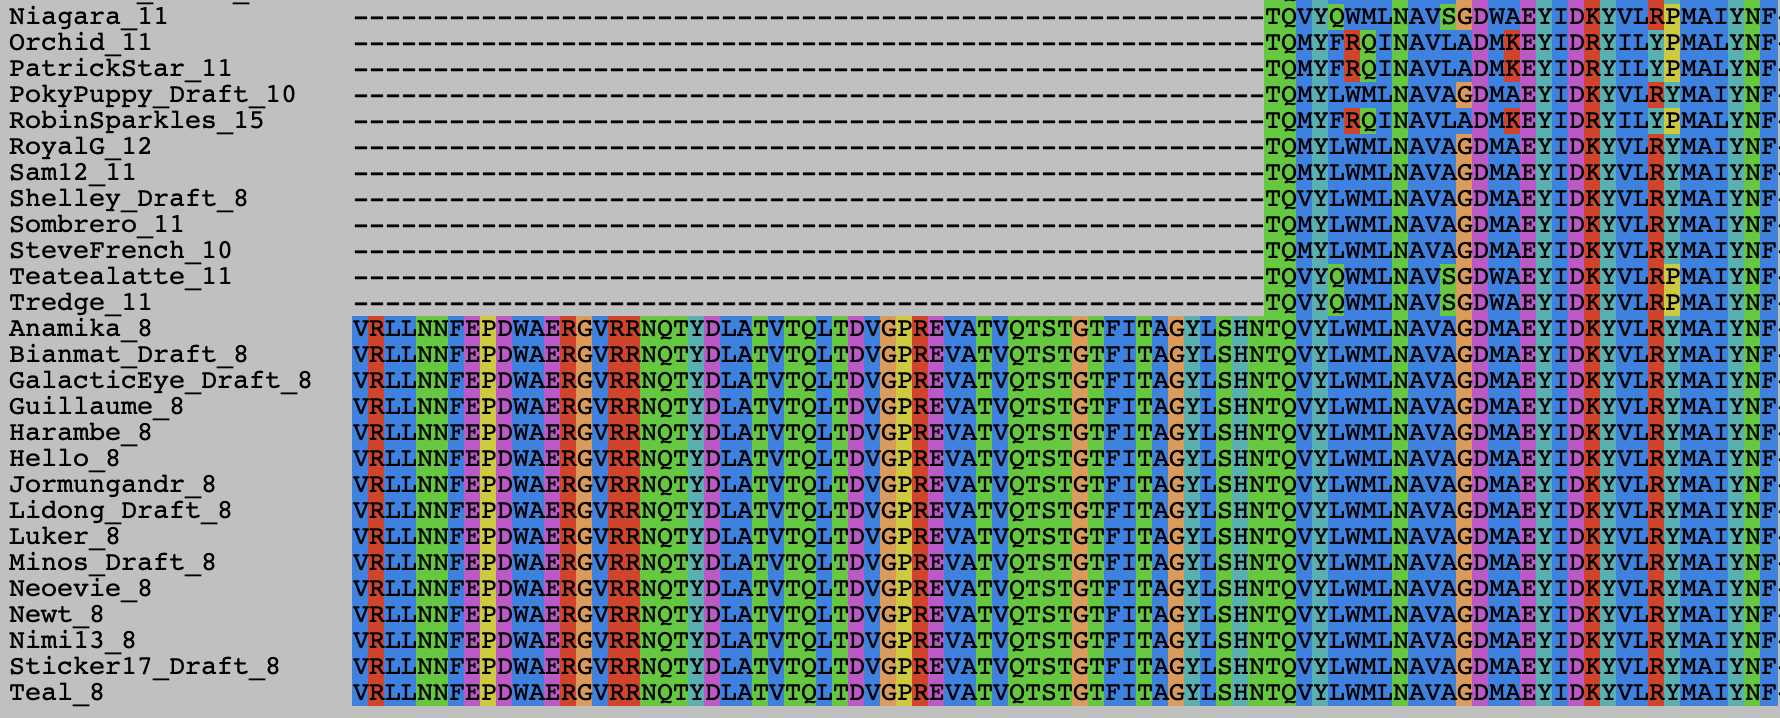 Niagara_11 ---------------------------------------------------------TQVYQWMLNAVSGDWAEYIDKYVLRPMAIYNF
Orchid_11 ---------------------------------------------------------TQMYFRQINAVLADMKEYIDRYILYPMALYNF
PatrickStar_11 ---------------------------------------------------------TQMYFRQINAVLADMKEYIDRYILYPMALYNF
PokyPuppy_Draft_10 ---------------------------------------------------------TQMYLWMLNAVAGDMAEYIDKYVLRYMAIYNF
RobinSparkles_15 ---------------------------------------------------------TQMYFRQINAVLADMKEYIDRYILYPMALYNF
RoyalG_12 ---------------------------------------------------------TQMYLWMLNAVAGDMAEYIDKYVLRYMAIYNF
Sam12_11 ---------------------------------------------------------TQMYLWMLNAVAGDMAEYIDKYVLRYMAIYNF
Shelley_Draft_8 ---------------------------------------------------------TQVYLWMLNAVAGDMAEYIDKYVLRYMAIYNF
Sombrero_11 ---------------------------------------------------------TQMYLWMLNAVAGDMAEYIDKYVLRYMAIYNF
SteveFrench_10 ---------------------------------------------------------TQMYLWMLNAVAGDMAEYIDKYVLRYMAIYNF
Teatealatte_11 ---------------------------------------------------------TQVYQWMLNAVSGDWAEYIDKYVLRPMAIYNF
Tredge_11 ---------------------------------------------------------TQVYQWMLNAVSGDWAEYIDKYVLRPMAIYNF
Anamika_8 VRLLNNFEPDWAERGVRRNQTYDLATVTQLTDVGPREVATVQTSTGTFITAGYLSHNTQVYLWMLNAVAGDMAEYIDKYVLRYMAIYNF
Bianmat_Draft_8 VRLLNNFEPDWAERGVRRNQTYDLATVTQLTDVGPREVATVQTSTGTFITAGYLSHNTQVYLWMLNAVAGDMAEYIDKYVLRYMAIYNF
GalacticEye_Draft_8 VRLLNNFEPDWAERGVRRNQTYDLATVTQLTDVGPREVATVQTSTGTFITAGYLSHNTQVYLWMLNAVAGDMAEYIDKYVLRYMAIYNF
Guillaume_8 VRLLNNFEPDWAERGVRRNQTYDLATVTQLTDVGPREVATVQTSTGTFITAGYLSHNTQVYLWMLNAVAGDMAEYIDKYVLRYMAIYNF
Harambe_8 VRLLNNFEPDWAERGVRRNQTYDLATVTQLTDVGPREVATVQTSTGTFITAGYLSHNTQVYLWMLNAVAGDMAEYIDKYVLRYMAIYNF
Hello_8 VRLLNNFEPDWAERGVRRNQTYDLATVTQLTDVGPREVATVQTSTGTFITAGYLSHNTQVYLWMLNAVAGDMAEYIDKYVLRYMAIYNF
Jormungandr_8 VRLLNNFEPDWAERGVRRNQTYDLATVTQLTDVGPREVATVQTSTGTFITAGYLSHNTQVYLWMLNAVAGDMAEYIDKYVLRYMAIYNF
Lidong_Draft_8 VRLLNNFEPDWAERGVRRNQTYDLATVTQLTDVGPREVATVQTSTGTFITAGYLSHNTQVYLWMLNAVAGDMAEYIDKYVLRYMAIYNF
Luker_8 VRLLNNFEPDWAERGVRRNQTYDLATVTQLTDVGPREVATVQTSTGTFITAGYLSHNTQVYLWMLNAVAGDMAEYIDKYVLRYMAIYNF
Minos_Draft_8 VRLLNNFEPDWAERGVRRNQTYDLATVTQLTDVGPREVATVQTSTGTFITAGYLSHNTQVYLWMLNAVAGDMAEYIDKYVLRYMAIYNF
Neoevie_8 VRLLNNFEPDWAERGVRRNQTYDLATVTQLTDVGPREVATVQTSTGTFITAGYLSHNTQVYLWMLNAVAGDMAEYIDKYVLRYMAIYNF
Newt_8 VRLLNNFEPDWAERGVRRNQTYDLATVTQLTDVGPREVATVQTSTGTFITAGYLSHNTQVYLWMLNAVAGDMAEYIDKYVLRYMAIYNF
Nimi13_8 VRLLNNFEPDWAERGVRRNQTYDLATVTQLTDVGPREVATVQTSTGTFITAGYLSHNTQVYLWMLNAVAGDMAEYIDKYVLRYMAIYNF
Sticker17_Draft_8 VRLLNNFEPDWAERGVRRNQTYDLATVTQLTDVGPREVATVQTSTGTFITAGYLSHNTQVYLWMLNAVAGDMAEYIDKYVLRYMAIYNF
Teal_8 VRLLNNFEPDWAERGVRRNQTYDLATVTQLTDVGPREVATVQTSTGTFITAGYLSHNTQVYLWMLNAVAGDMAEYIDKYVLRYMAIYNF